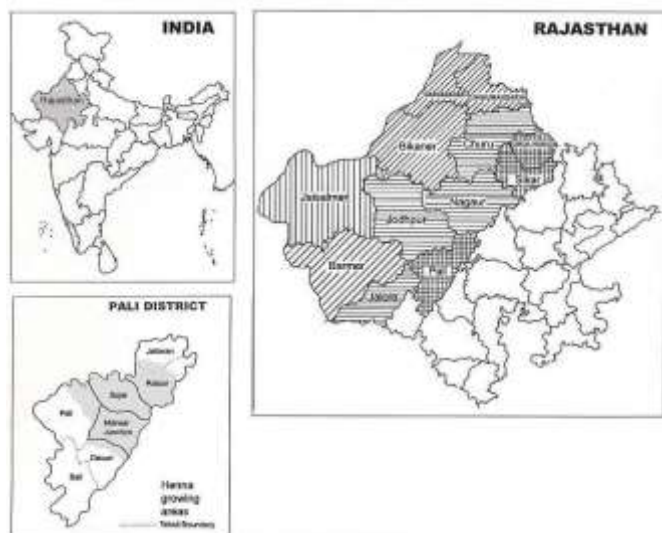 INDIA
Rajasthan
RAJASTHAN
Bikaner
Churu
Sikar
Jaisalmer
Nagaur
Jodhpur
Barmer
Pali
Jalore
PALI DISTRICT
Jaitaran
Raipur
Sojat
Pali
Marwar
Junction
Desuri
Bali
Henna
growing
areas
Tehsil Boundary